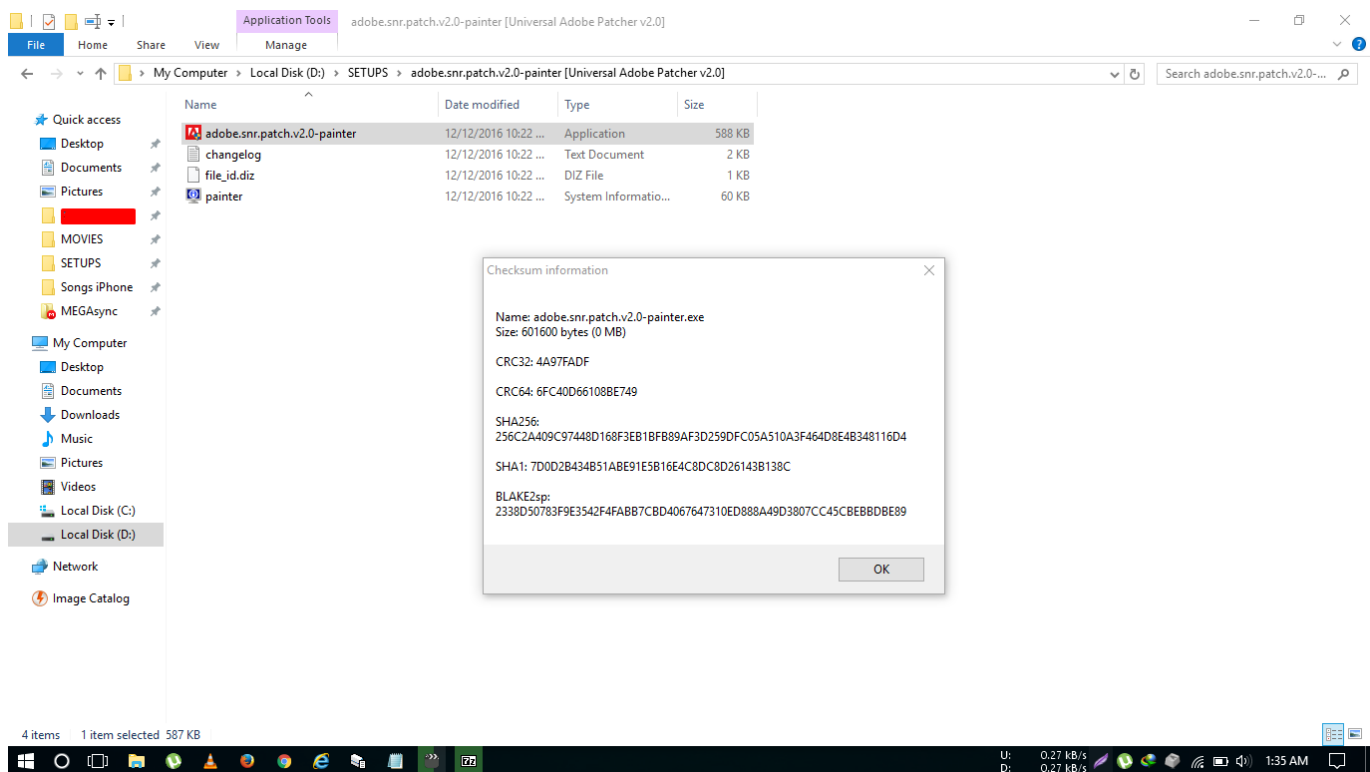 Application Tools
adobe.snr.patch.v2.0-painter [Universal Adobe Patcher v2.0]
File
Home
Share
View
Manage
My Computer
Local Disk (D:)
SETUPS
adobe.snr.patch.v2.0-painter [Universal Adobe Patcher v2.0]
Search adobe.snr.patch.v2.0-...
Quick access
Desktop
Documents
Pictures
MOVIES
SETUPS
Songs iPhone
MEGAsync
My Computer
Desktop
Documents
Downloads
Music
Pictures
Videos
Local Disk (C:)
Local Disk (D:)
Network
Image Catalog
Name Date modified Type Size
adobe.snr.patch.v2.0-painter 12/12/2016 10:22 ... Application 588 KB
changelog 12/12/2016 10:22 ... Text Document 2 KB
file_id.diz 12/12/2016 10:22 ... DIZ File 1 KB
painter 12/12/2016 10:22 ... System Informatio... 60 KB
Checksum information
Name: adobe.snr.patch.v2.0-painter.exe
Size: 601600 bytes (0 MB)
CRC32: 4A97FADF
CRC64: 6FC40D66108BE749
SHA256:
256C2A409C97448D168F3EB1BFB89AF3D259DFC05A510A3F464D8E4B348116D4
SHA1: 7D0D2B434B51ABE91E5B16E4C8DC8D26143B138C
BLAKE2sp:
2338D50783F9E3542F4FABB7CBD4067647310ED888A49D3807CC45CBEBBDBE89
OK
4 items 1 item selected 587 KB
U: 0.27 kB/s
D: 0.27 kB/s
1:35 AM